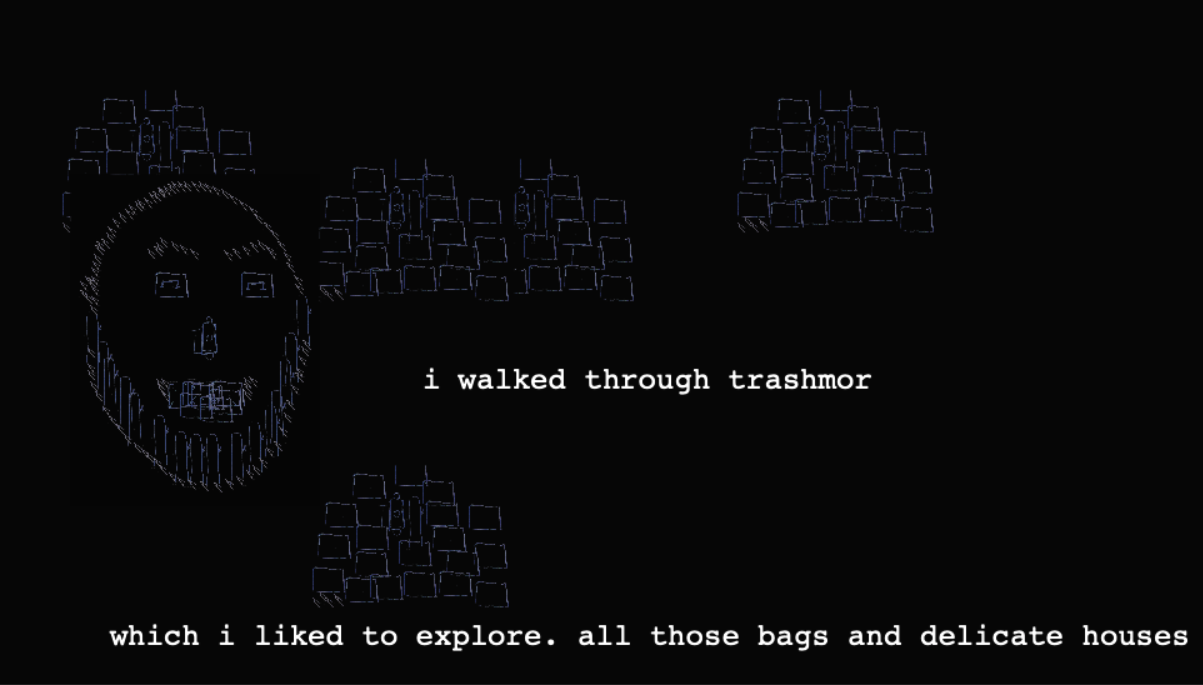 i walked through trashmor
which i liked to explore. all those bags and delicate houses